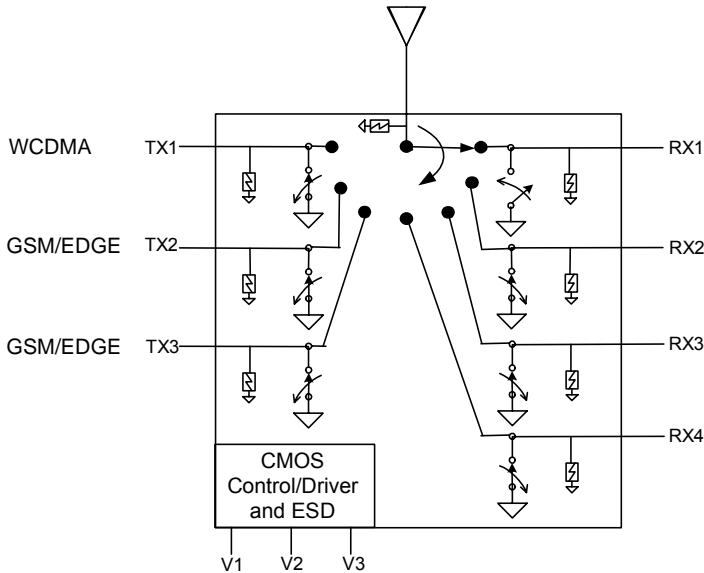 WCDMA TX1 RX1
GSM/EDGE TX2 RX2
GSM/EDGE TX3 RX3
RX4
CMOS
Control/Driver
and ESD
V1 V2 V3